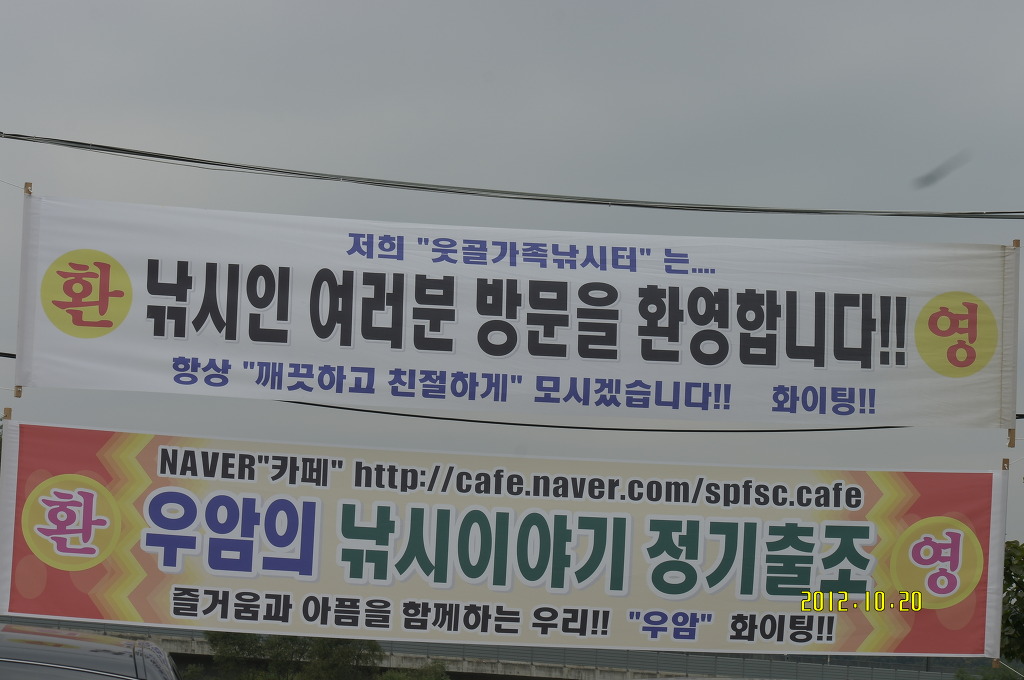 저희 "웃골가족낚시터" 는....
환 낚시인 여러분 방문을 환영합니다!! 영
항상 "깨끗하고 친절하게" 모시겠습니다!! 화이팅!!
NAVER"카페" http://cafe.naver.com/spfsc.cafe
환 우암의 낚시이야기 정기출조 영
즐거움과 아픔을 함께하는 우리!! "우암" 화이팅!!
2012.10.20